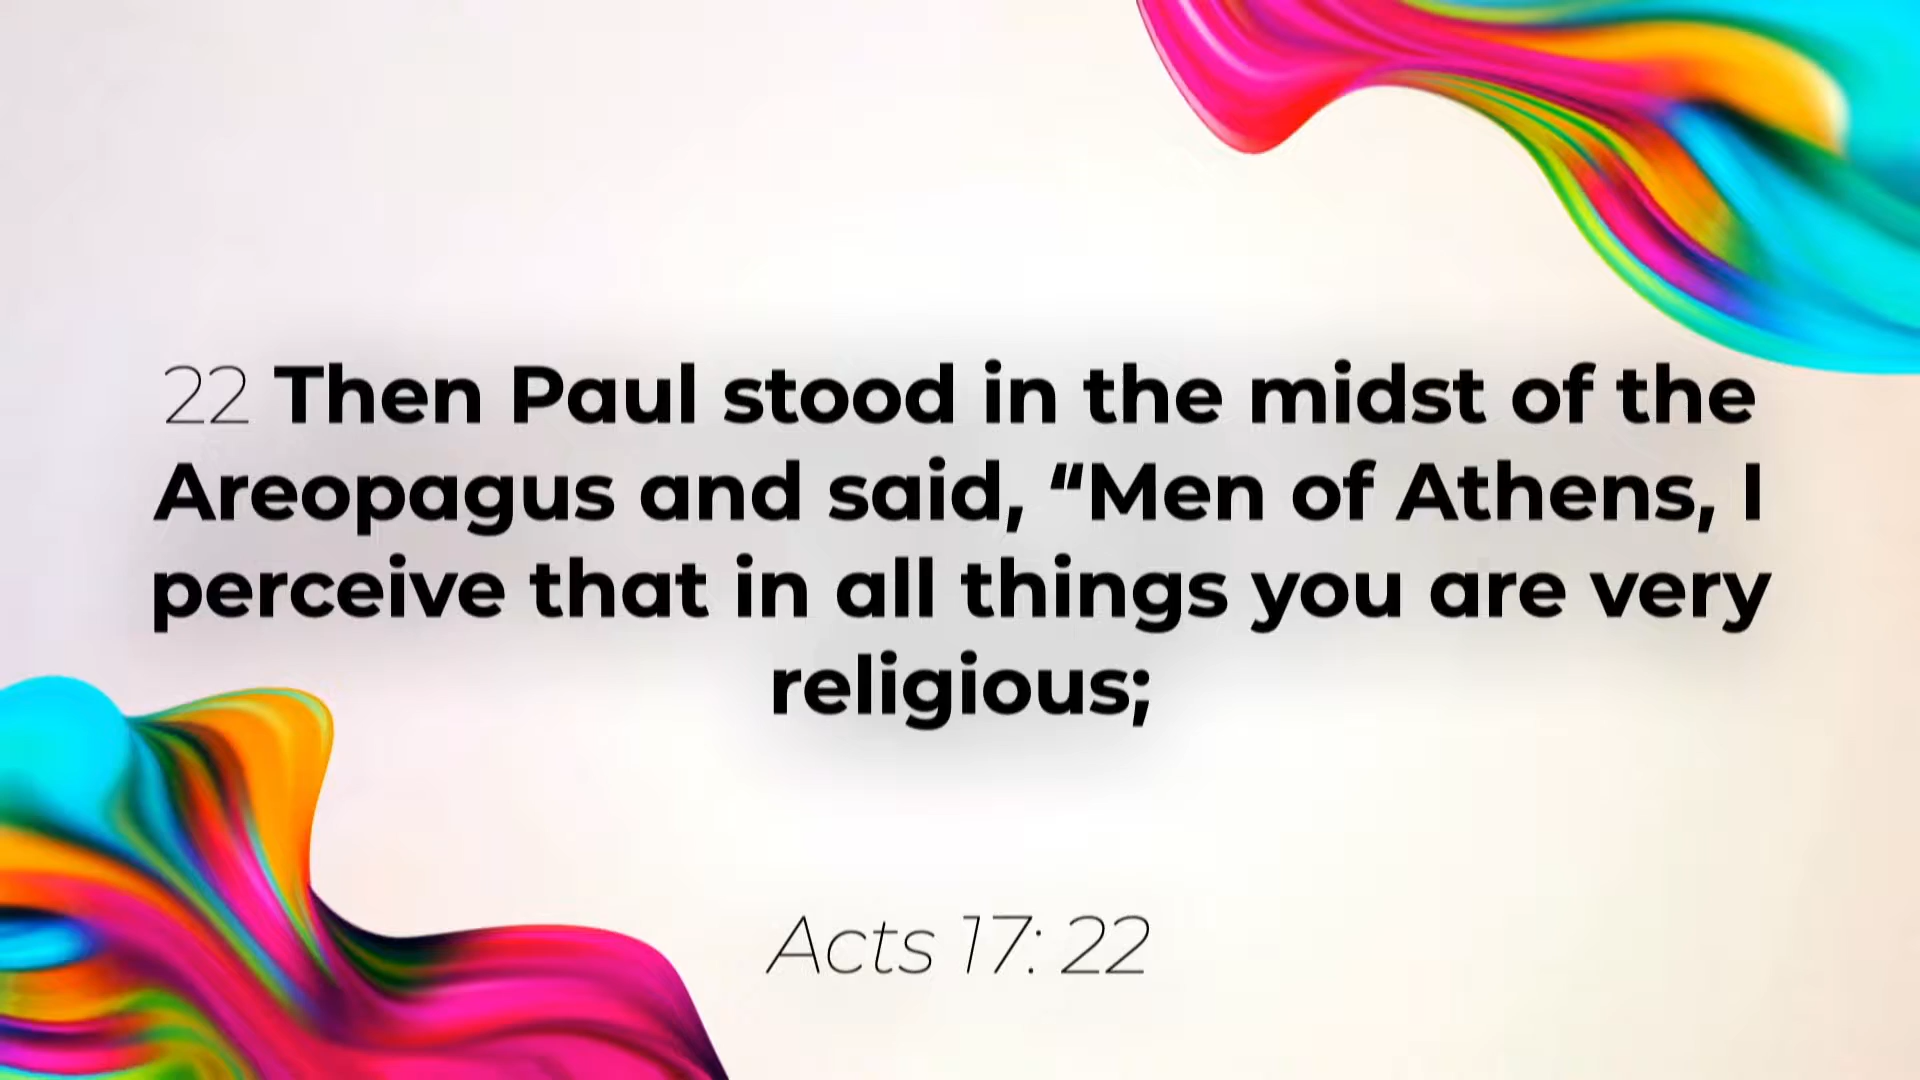 22 Then Paul stood in the midst of the
Areopagus and said, “Men of Athens, I
perceive that in all things you are very
religious;
Acts 17: 22